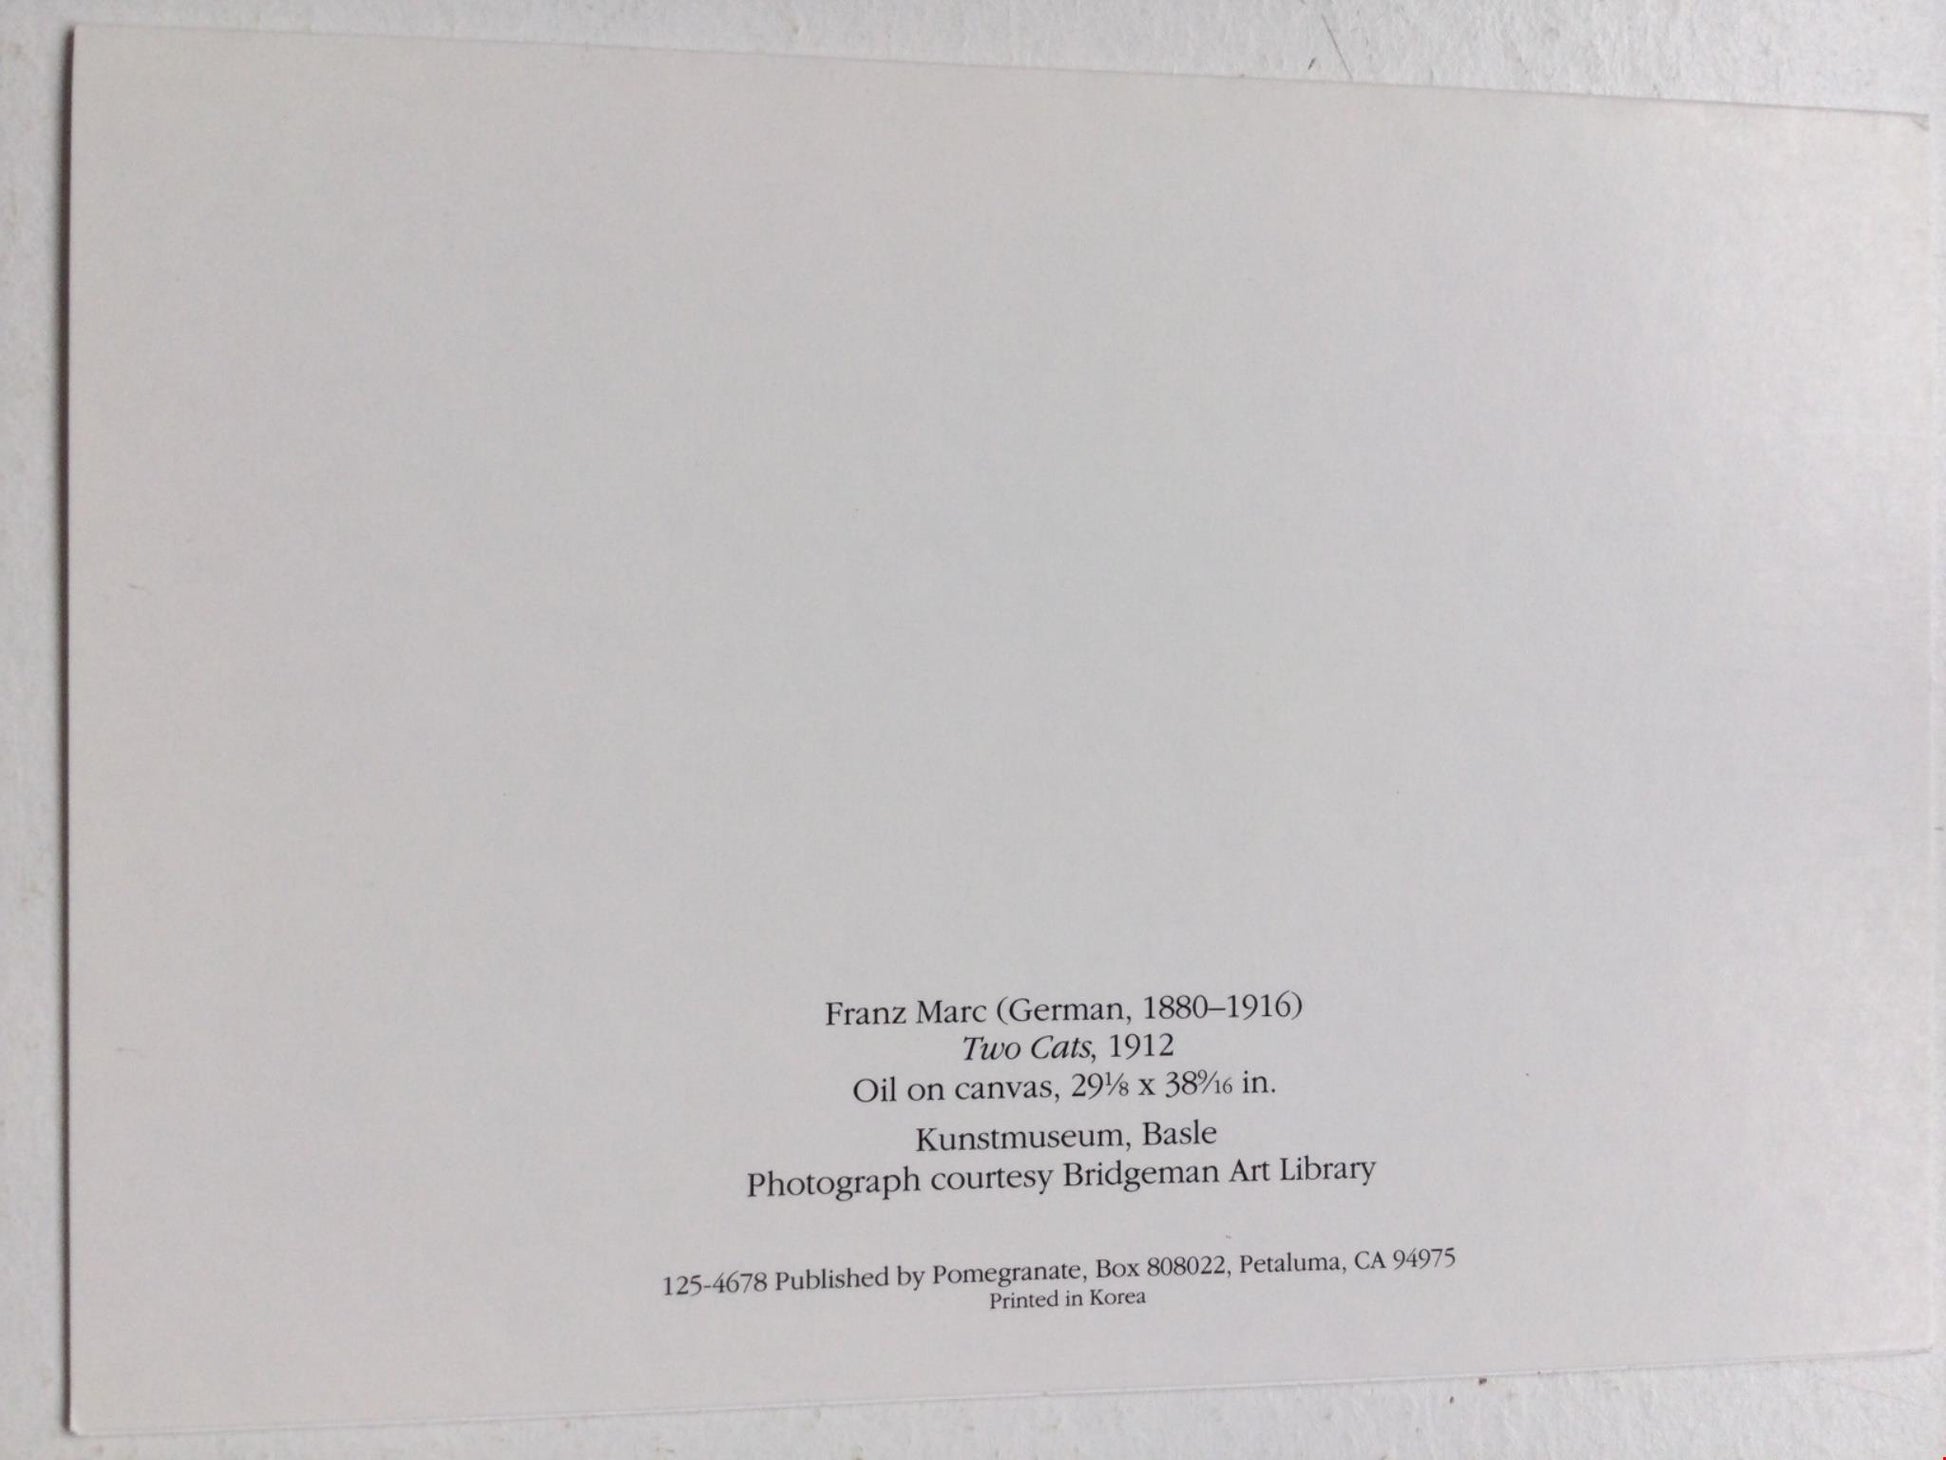 Franz Marc (German, 1880–1916)
Two Cats, 1912
Oil on canvas, 29⅛ x 38⁹⁄₁₆ in.
Kunstmuseum, Basle
Photograph courtesy Bridgeman Art Library
125-4678 Published by Pomegranate, Box 808022, Petaluma, CA 94975
Printed in Korea